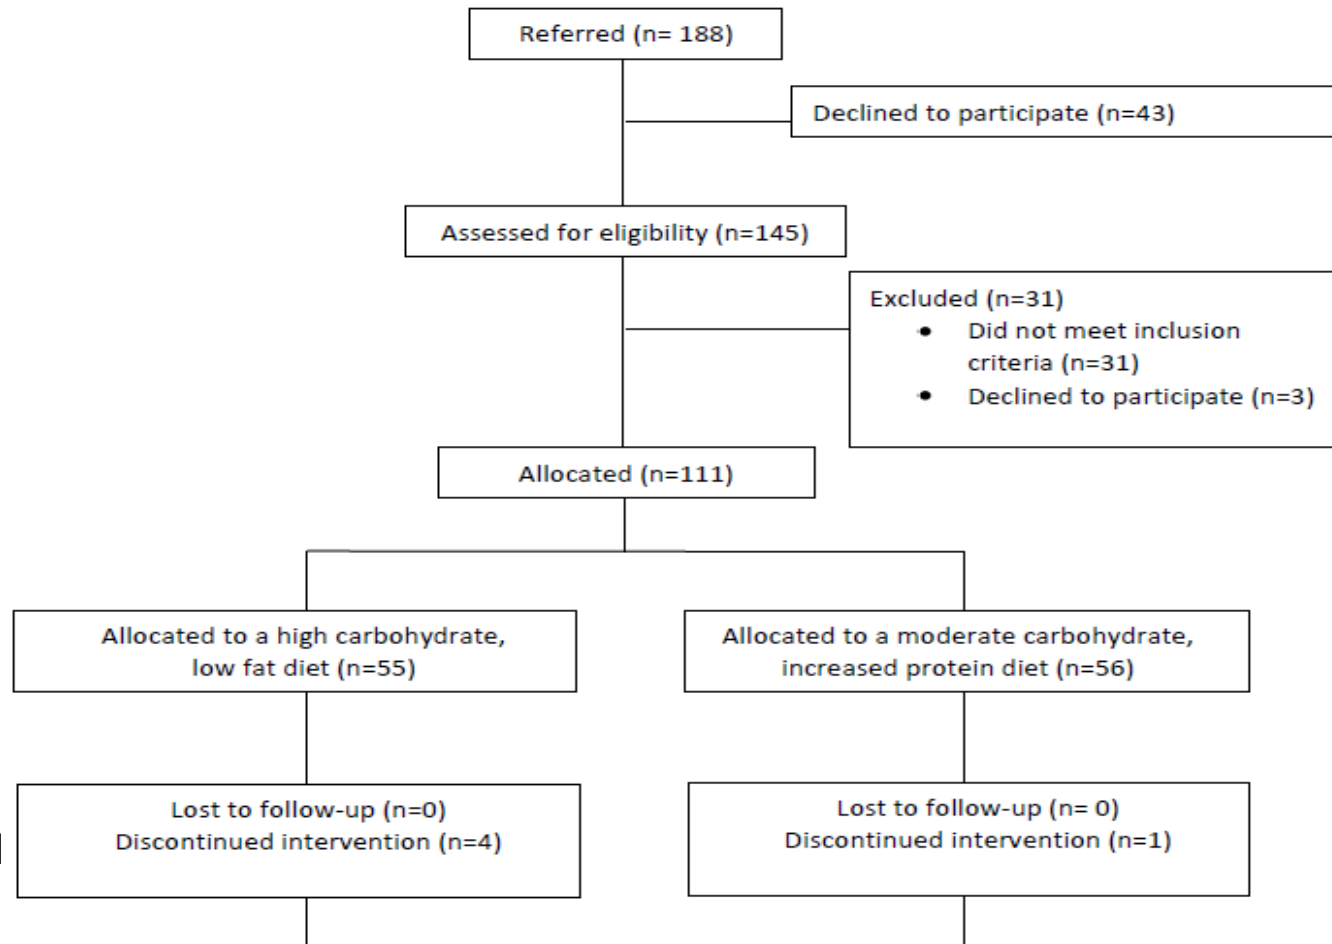 Referred (n= 188)
Declined to participate (n=43)
Assessed for eligibility (n=145)
Excluded (n=31)
• Did not meet inclusion
criteria (n=31)
• Declined to participate (n=3)
Allocated (n=111)
Allocated to a high carbohydrate,
low fat diet (n=55)
Allocated to a moderate carbohydrate,
increased protein diet (n=56)
Lost to follow-up (n=0)
Discontinued intervention (n=4)
Lost to follow-up (n= 0)
Discontinued intervention (n=1)